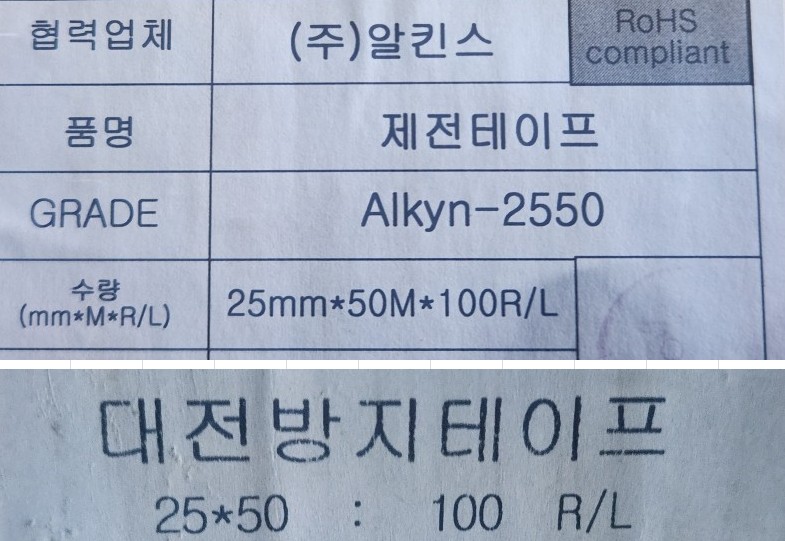 협력업체 (주)알킨스 RoHS
compliant
품명 제전테이프
GRADE Alkyn-2550
수량
(mm*M*R/L) 25mm*50M*100R/L
대전방지테이프
25*50 : 100 R/L